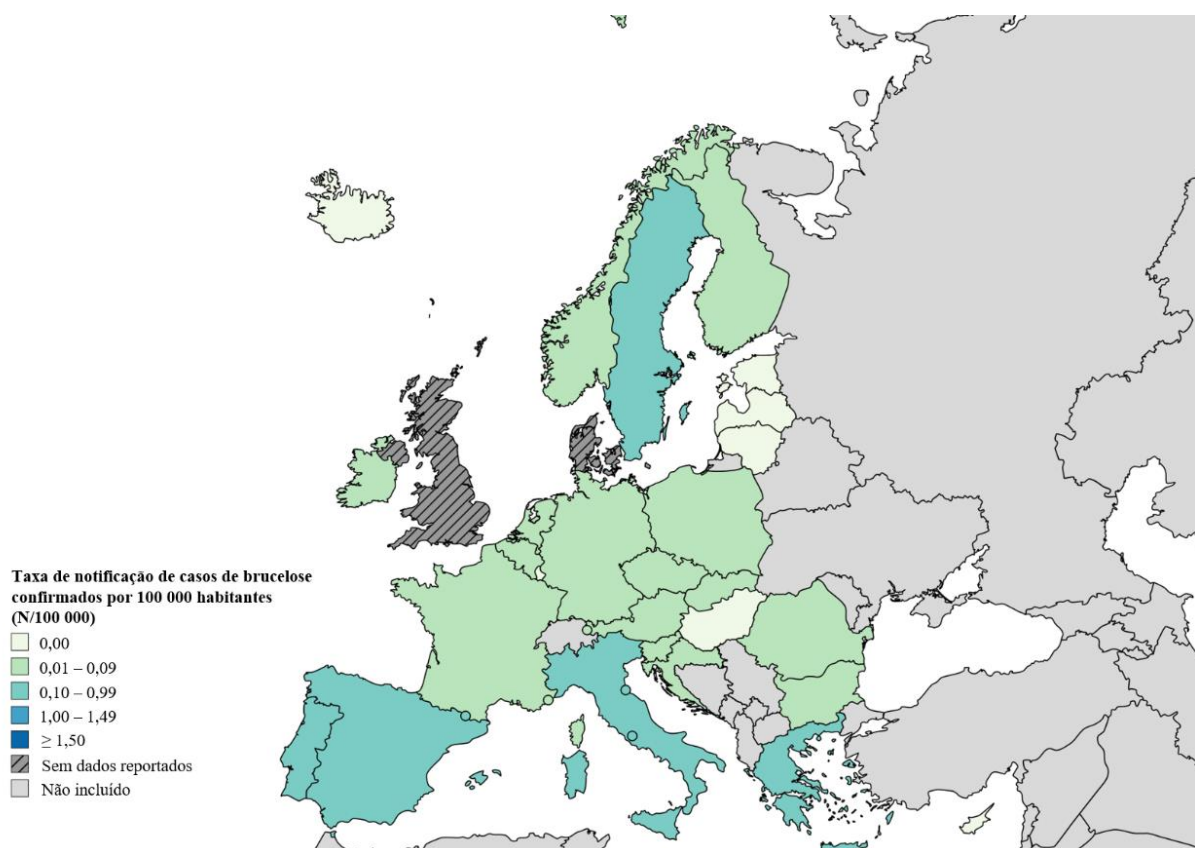 Taxa de notificação de casos de brucelose
confirmados por 100 000 habitantes
(N/100 000)
0,00
0,01 – 0,09
0,10 – 0,99
1,00 – 1,49
≥ 1,50
Sem dados reportados
Não incluído